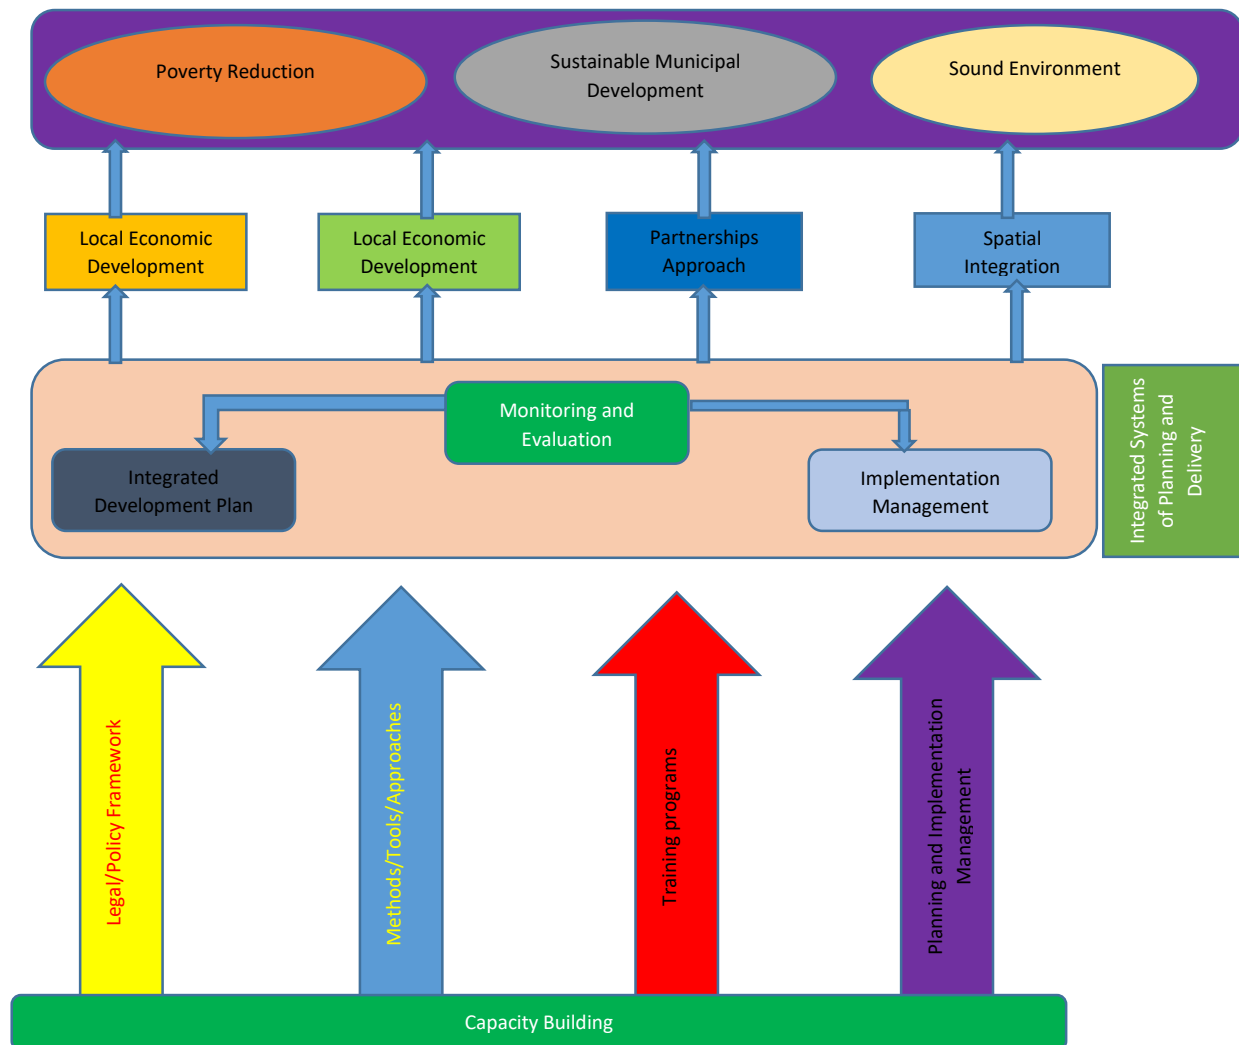 Poverty Reduction
Sustainable Municipal
Development
Sound Environment
Local Economic
Development
Local Economic
Development
Partnerships
Approach
Spatial
Integration
Monitoring and
Evaluation
Integrated
Development Plan
Implementation
Management
Integrated Systems
of Planning and
Delivery
Legal/Policy Framework
Methods/Tools/Approaches
Training programs
Planning and Implementation
Management
Capacity Building